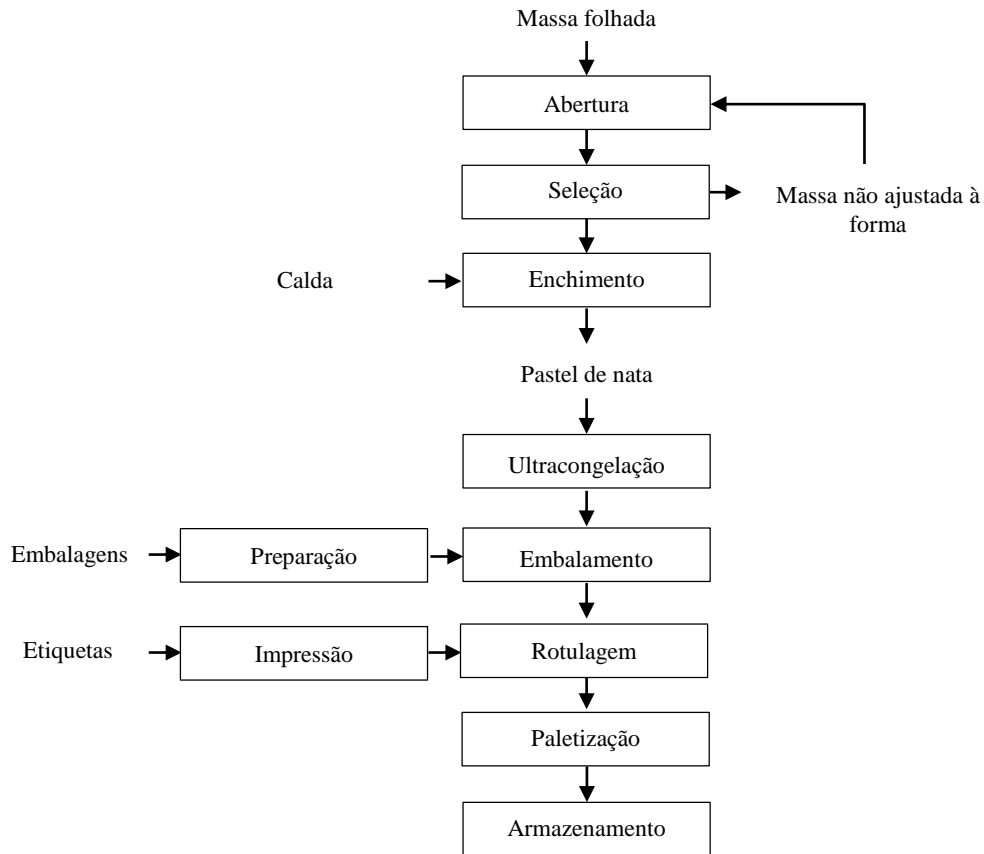 Massa folhada
Abertura
Seleção
Massa não ajustada à
forma
Calda
Enchimento
Pastel de nata
Ultracongelação
Embalagens
Preparação
Embalamento
Etiquetas
Impressão
Rotulagem
Paletização
Armazenamento